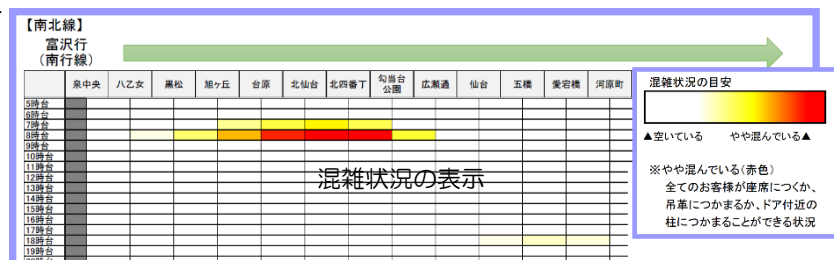 【南北線】
富沢行
(南行線)
泉中央 八乙女 黒松 旭ヶ丘 台原 北仙台 北四番丁 勾当台公園 広瀬通 仙台 五橋 愛宕橋 河原町
5時台
6時台
7時台
8時台
9時台
10時台
11時台
12時台
13時台
14時台
15時台
16時台
17時台
18時台
19時台
混雑状況の表示
混雑状況の目安
▲空いている やや混んでいる▲
※やや混んでいる(赤色)
全てのお客様が座席につくか、
吊革につかまるか、ドア付近の
柱につかまることができる状況